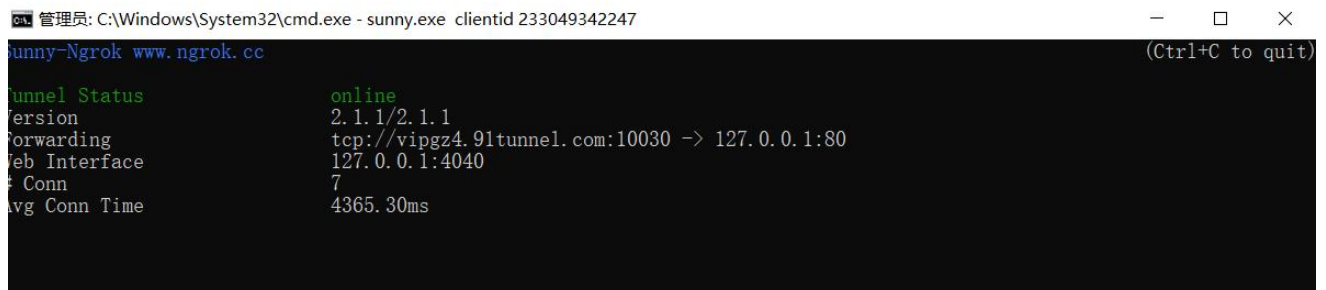 管理员: C:\Windows\System32\cmd.exe - sunny.exe clientid 233049342247
Sunny-Ngrok www.ngrok.cc (Ctrl+C to quit)
Tunnel Status online
Version 2.1.1/2.1.1
Forwarding tcp://vipgz4.91tunnel.com:10030 -> 127.0.0.1:80
Web Interface 127.0.0.1:4040
# Conn 7
Avg Conn Time 4365.30ms